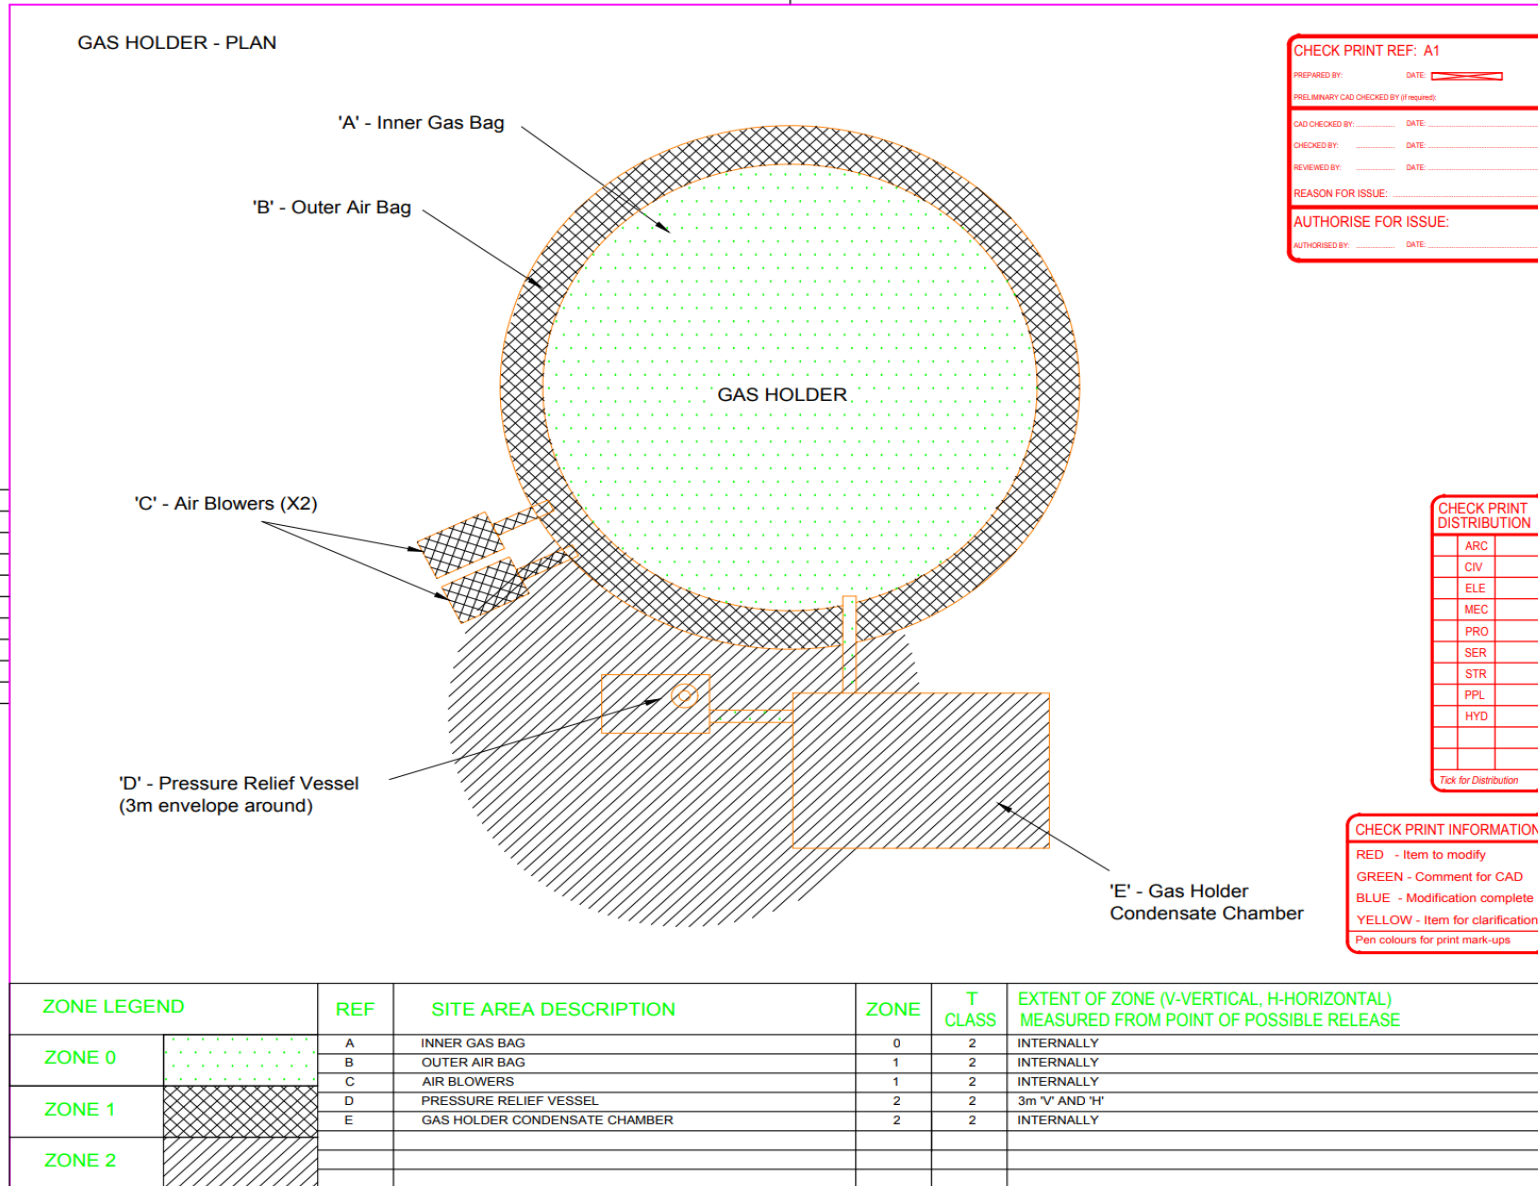 GAS HOLDER - PLAN
'A' - Inner Gas Bag
'B' - Outer Air Bag
GAS HOLDER
'C' - Air Blowers (X2)
'D' - Pressure Relief Vessel
(3m envelope around)
'E' - Gas Holder
Condensate Chamber
CHECK PRINT REF: A1
PREPARED BY: DATE:
PRELIMINARY CAD CHECKED BY (if required):
CAD CHECKED BY: DATE:
CHECKED BY: DATE:
REVIEWED BY: DATE:
REASON FOR ISSUE:
AUTHORISE FOR ISSUE:
AUTHORISED BY: DATE:
CHECK PRINT
DISTRIBUTION
ARC
CIV
ELE
MEC
PRO
SER
STR
PPL
HYD
Tick for Distribution
CHECK PRINT INFORMATION
RED - Item to modify
GREEN - Comment for CAD
BLUE - Modification complete
YELLOW - Item for clarification
Pen colours for print mark-ups
ZONE LEGEND
ZONE 0
ZONE 1
ZONE 2
REF SITE AREA DESCRIPTION ZONE T CLASS EXTENT OF ZONE (V-VERTICAL, H-HORIZONTAL)
MEASURED FROM POINT OF POSSIBLE RELEASE
A INNER GAS BAG 0 2 INTERNALLY
B OUTER AIR BAG 1 2 INTERNALLY
C AIR BLOWERS 1 2 INTERNALLY
D PRESSURE RELIEF VESSEL 2 2 3m 'V' AND 'H'
E GAS HOLDER CONDENSATE CHAMBER 2 2 INTERNALLY